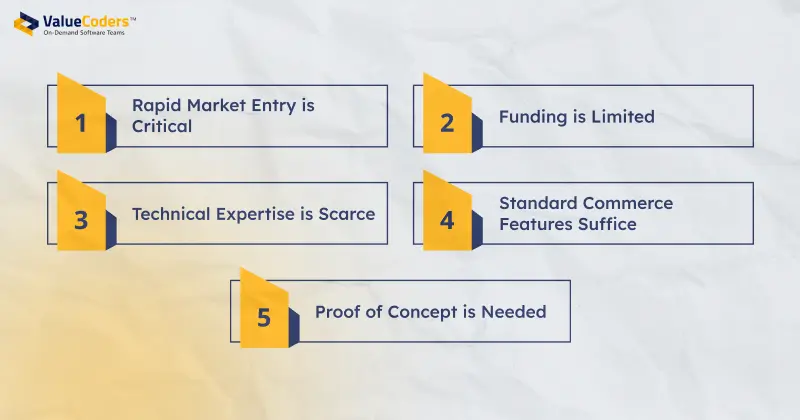 ValueCoders™
On-Demand Software Teams
1
Rapid Market Entry is
Critical
2
Funding is Limited
3
Technical Expertise is Scarce
4
Standard Commerce
Features Suffice
5
Proof of Concept is Needed